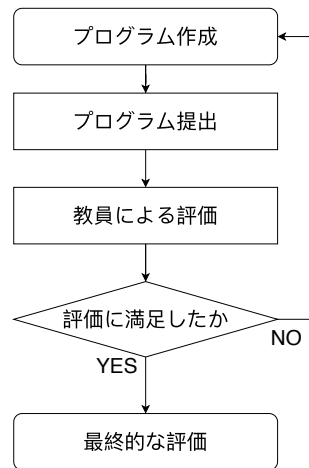 プログラム作成
プログラム提出
教員による評価
評価に満足したか
NO
YES
最終的な評価